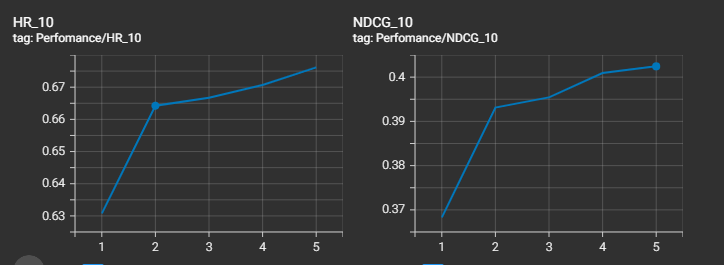 HR_10
tag: Perfomance/HR_10
0.67
0.66
0.65
0.64
0.63
1 2 3 4 5
NDCG_10
tag: Perfomance/NDCG_10
0.4
0.39
0.38
0.37
1 2 3 4 5